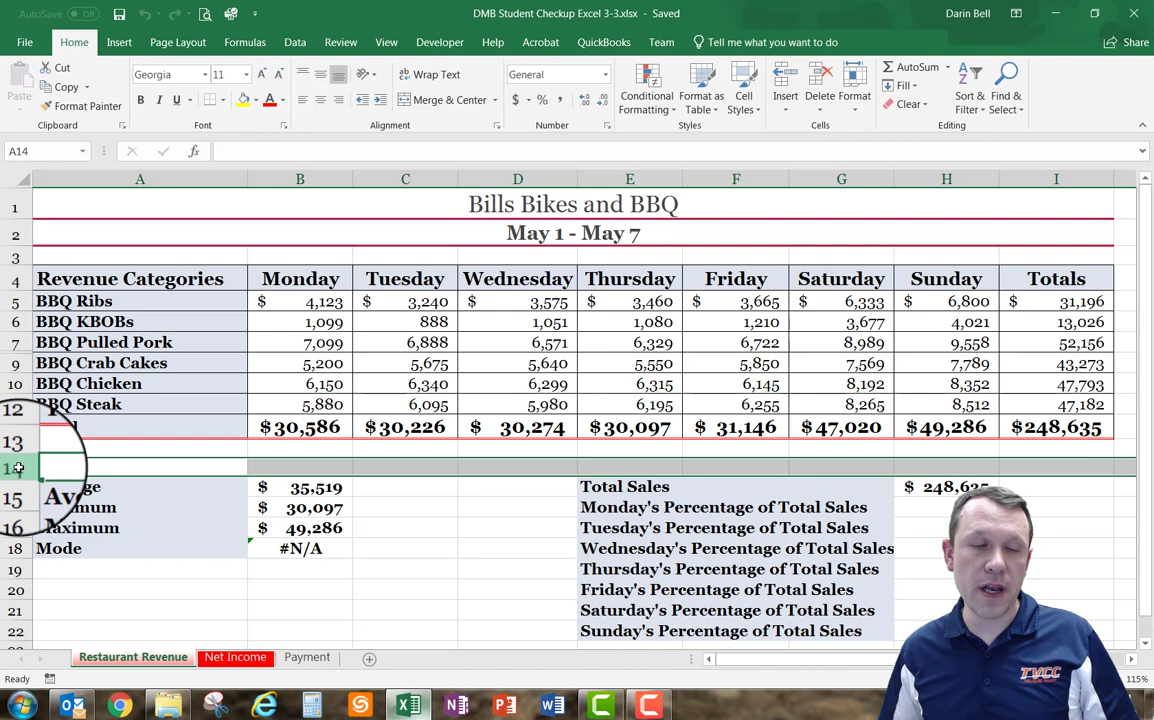 AutoSave Off DMB Student Checkup Excel 3-3.xlsx - Saved Darin Bell
File Home Insert Page Layout Formulas Data Review View Developer Help Acrobat QuickBooks Team Tell me what you want to do Share
Paste Cut Copy Format Painter Clipboard
Georgia 11 B I U Font
Wrap Text Merge & Center Alignment
General $ % , Number
Conditional Formatting Format as Table Cell Styles Styles
Insert Delete Format Cells
AutoSum Fill Clear Sort & Filter Find & Select Editing
A14 fx
A B C D E F G H I
1 Bills Bikes and BBQ
2 May 1 - May 7
3
4 Revenue Categories Monday Tuesday Wednesday Thursday Friday Saturday Sunday Totals
5 BBQ Ribs $ 4,123 $ 3,240 $ 3,575 $ 3,460 $ 3,665 $ 6,333 $ 6,800 $ 31,196
6 BBQ KBOBs 1,099 888 1,051 1,080 1,210 3,677 4,021 13,026
7 BBQ Pulled Pork 7,099 6,888 6,571 6,329 6,722 8,989 9,558 52,156
9 BBQ Crab Cakes 5,200 5,675 5,640 5,550 5,850 7,569 7,789 43,273
10 BBQ Chicken 6,150 6,340 6,299 6,315 6,145 8,192 8,352 47,793
BBQ Steak 5,880 6,095 5,980 6,195 6,255 8,265 8,512 47,182
12 $30,586 $30,226 $ 30,274 $30,097 $ 31,146 $47,020 $49,286 $248,635
13
14
15 $ 35,519 Total Sales $ 248,635
16 $ 30,097 Monday's Percentage of Total Sales
Maximum $ 49,286 Tuesday's Percentage of Total Sales
18 Mode #N/A Wednesday's Percentage of Total Sales
19 Thursday's Percentage of Total Sales
20 Friday's Percentage of Total Sales
21 Saturday's Percentage of Total Sales
22 Sunday's Percentage of Total Sales
TVCC
Restaurant Revenue Net Income Payment
Ready 115%